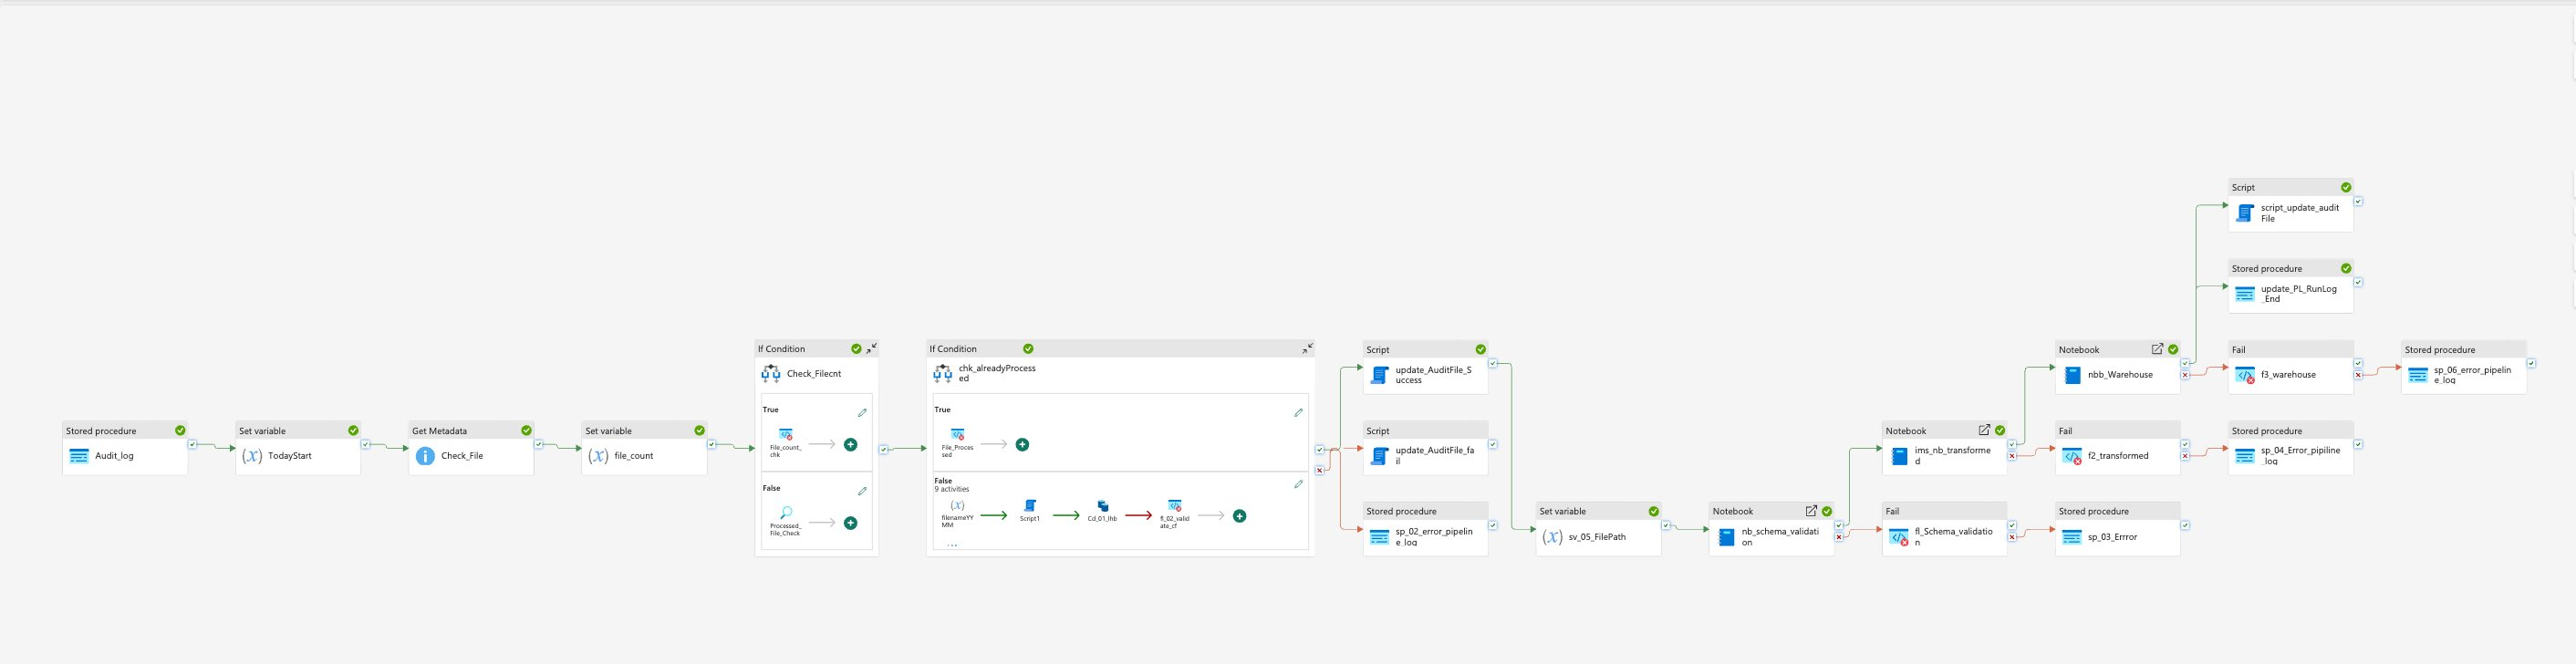 Stored procedure
Audit_log
Set variable
TodayStart
Get Metadata
Check_File
Set variable
file_count
If Condition
Check_Filecnt
True
File_count_
chk
False
Processed_
File_Check
If Condition
chk_alreadyProcess
ed
True
File_Proces
sed
False
9 activities
filenameYY
MM
Script1
Cd_01_lhb
fl_02_valid
ate_cf
...
Script
update_AuditFile_S
uccess
Script
update_AuditFile_fa
il
Stored procedure
sp_02_error_pipelin
e_log
Set variable
sv_05_FilePath
Notebook
nb_schema_validati
on
Notebook
ims_nb_transforme
d
Fail
fl_Schema_validatio
n
Notebook
nbb_Warehouse
Fail
f2_transformed
Stored procedure
sp_03_Errror
Script
script_update_audit
File
Stored procedure
update_PL_RunLog
_End
Fail
f3_warehouse
Stored procedure
sp_04_Error_pipiline
_log
Stored procedure
sp_06_error_pipelin
e_log